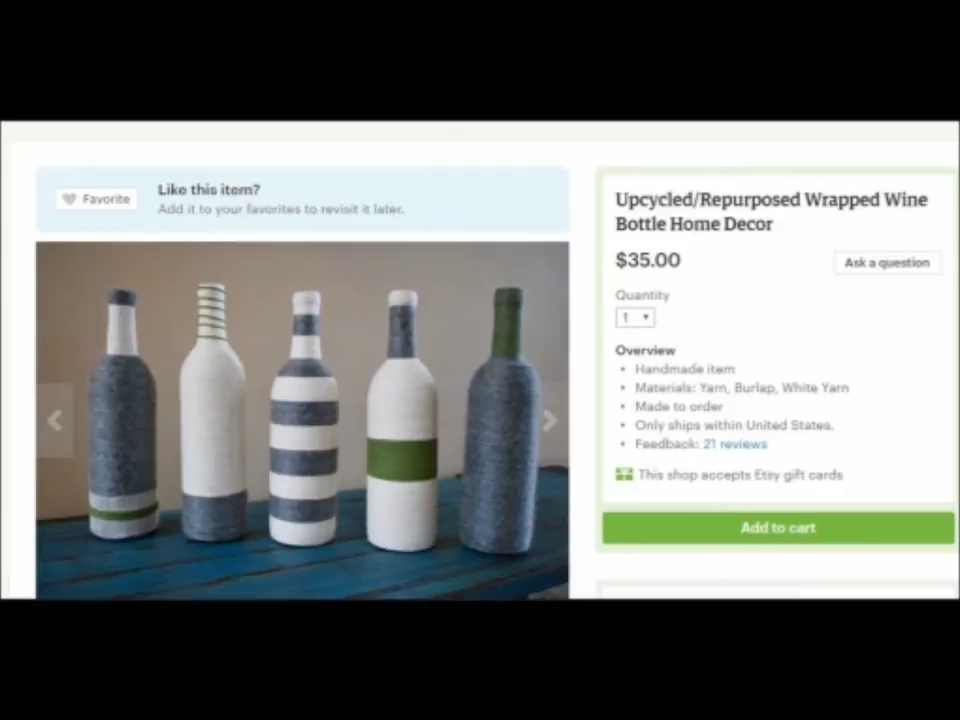 Favorite
Like this item?
Add it to your favorites to revisit it later.
Upcycled/Repurposed Wrapped Wine
Bottle Home Decor
$35.00
Ask a question
Quantity
1
Overview
• Handmade item
• Materials: Yarn, Burlap, White Yarn
• Made to order
• Only ships within United States.
• Feedback: 21 reviews
This shop accepts Etsy gift cards
Add to cart